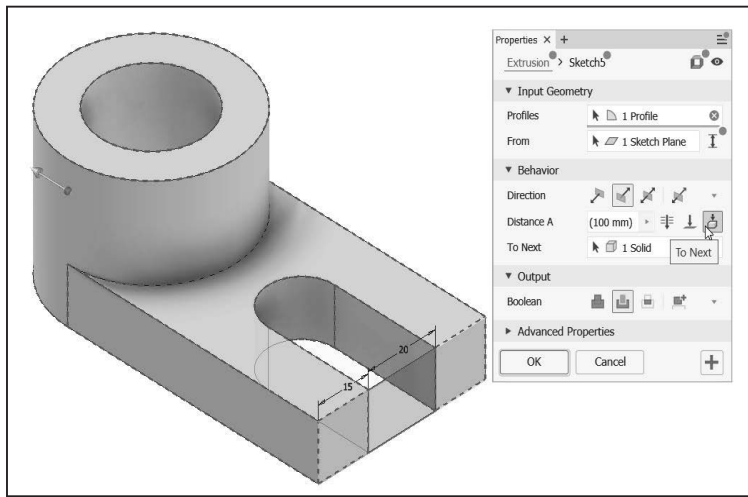 Properties × +
Extrusion > Sketch5
Input Geometry
Profiles 1 Profile
From 1 Sketch Plane
Behavior
Direction
Distance A (100 mm)
To Next 1 Solid
To Next
Output
Boolean
Advanced Properties
OK Cancel +
20
15